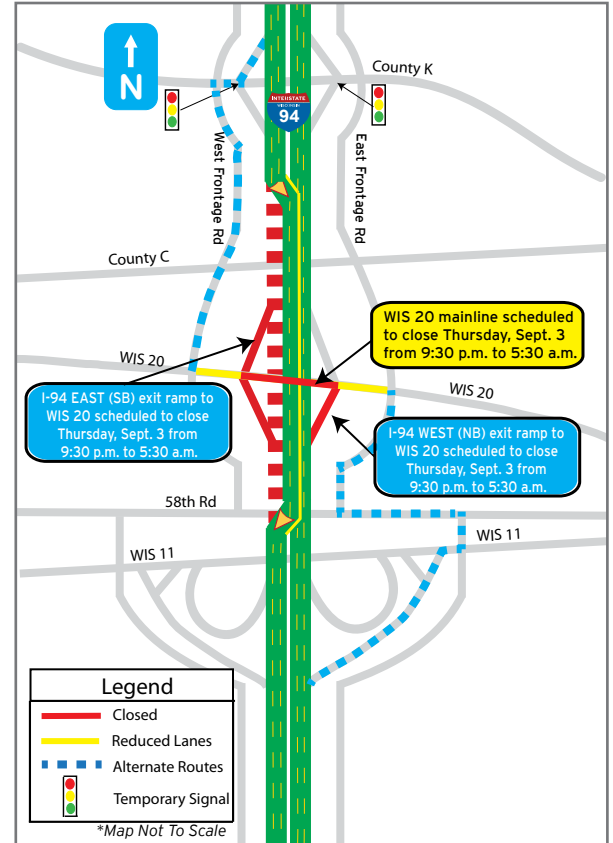 N
County K
INTERSTATE
WISCONSIN
94
West Frontage Rd
East Frontage Rd
County C
WIS 20 mainline scheduled
to close Thursday, Sept. 3
from 9:30 p.m. to 5:30 a.m.
WIS 20
WIS 20
I-94 EAST (SB) exit ramp to
WIS 20 scheduled to close
Thursday, Sept. 3 from
9:30 p.m. to 5:30 a.m.
I-94 WEST (NB) exit ramp to
WIS 20 scheduled to close
Thursday, Sept. 3 from
9:30 p.m. to 5:30 a.m.
58th Rd
WIS 11
WIS 11
Legend
Closed
Reduced Lanes
Alternate Routes
Temporary Signal
*Map Not To Scale